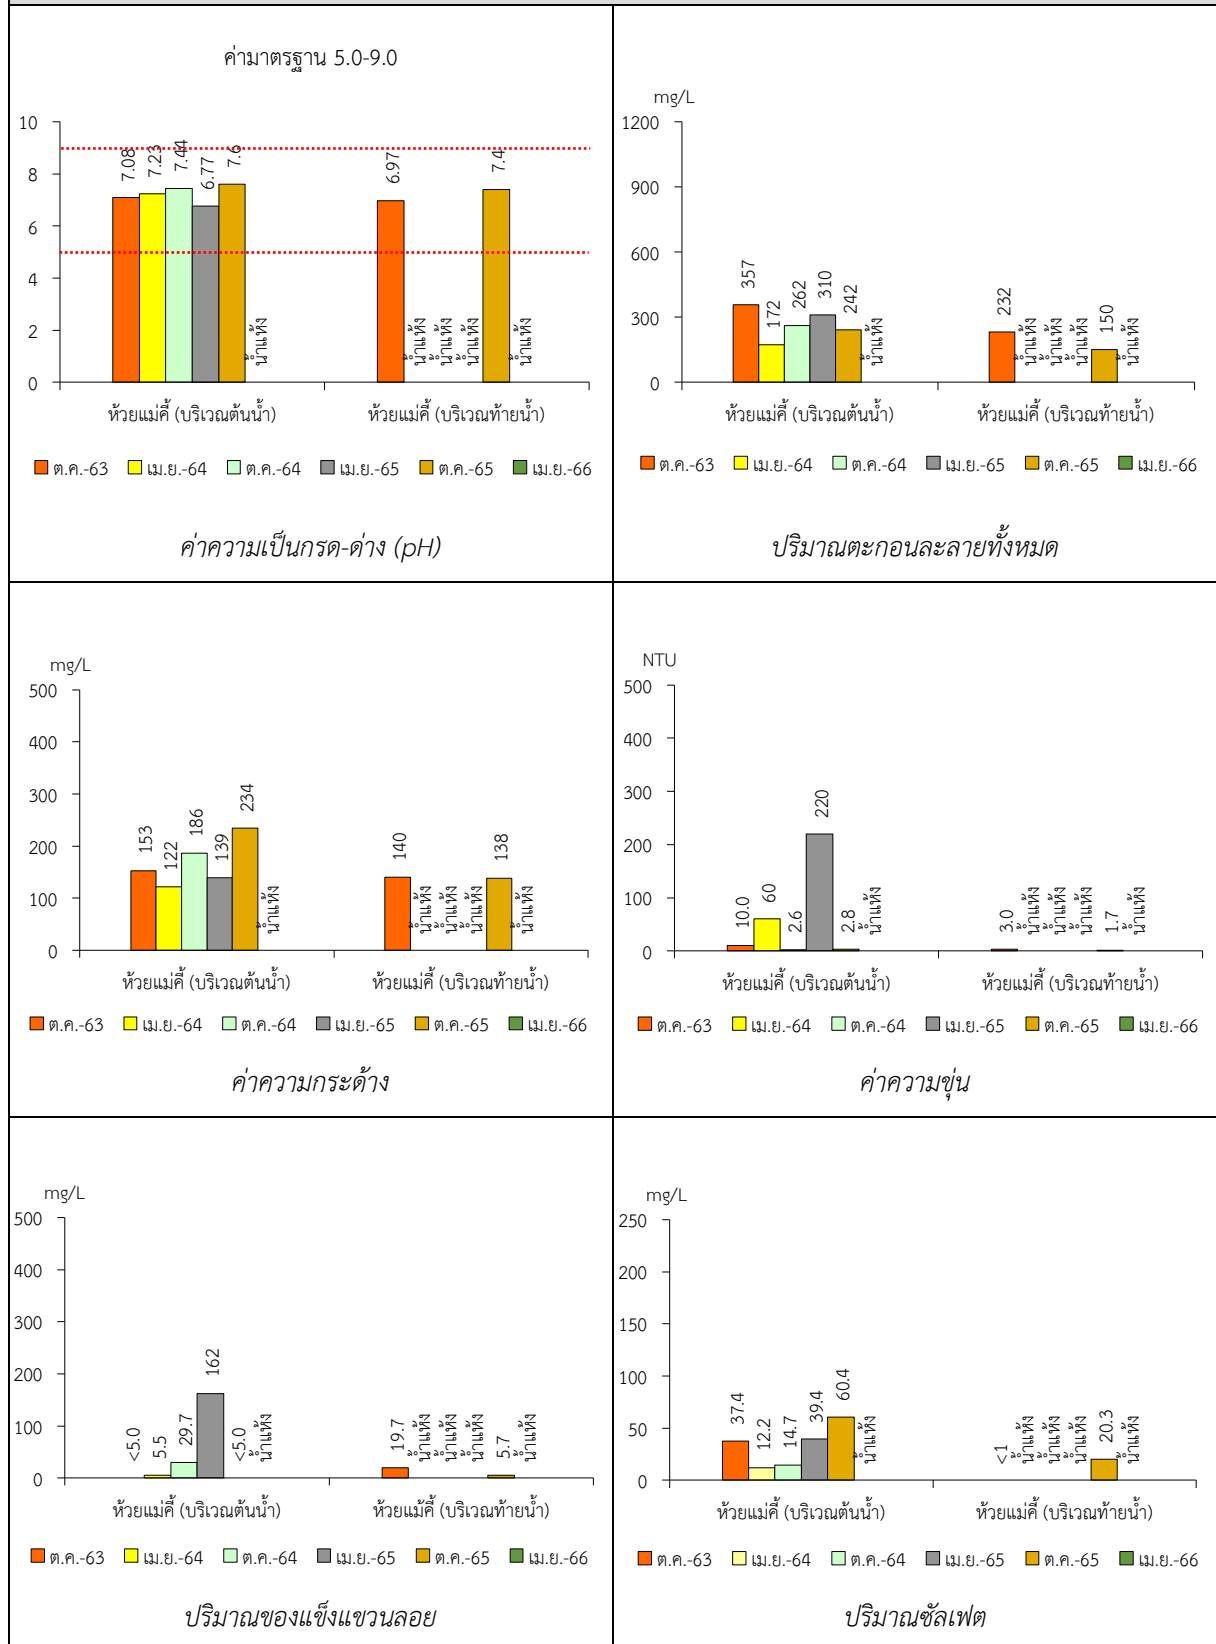 ค่ามาตรฐาน 5.0-9.0
10
8
6
4
2
0
7.08
7.23
7.44
6.77
7.6
น้ำแห้ง
6.97
น้ำแห้ง
น้ำแห้ง
น้ำแห้ง
7.4
น้ำแห้ง
ห้วยแม่คี้ (บริเวณต้นน้ำ)
ห้วยแม่คี้ (บริเวณท้ายน้ำ)
ต.ค.-63 เม.ย.-64 ต.ค.-64 เม.ย.-65 ต.ค.-65 เม.ย.-66
ค่าความเป็นกรด-ด่าง (pH)
mg/L
1200
900
600
300
0
357
172
262
310
242
น้ำแห้ง
232
น้ำแห้ง
น้ำแห้ง
น้ำแห้ง
150
น้ำแห้ง
ห้วยแม่คี้ (บริเวณต้นน้ำ)
ห้วยแม่คี้ (บริเวณท้ายน้ำ)
ต.ค.-63 เม.ย.-64 ต.ค.-64 เม.ย.-65 ต.ค.-65 เม.ย.-66
ปริมาณตะกอนละลายทั้งหมด
mg/L
500
400
300
200
100
0
153
122
186
139
234
น้ำแห้ง
140
น้ำแห้ง
น้ำแห้ง
น้ำแห้ง
138
น้ำแห้ง
ห้วยแม่คี้ (บริเวณต้นน้ำ)
ห้วยแม่คี้ (บริเวณท้ายน้ำ)
ต.ค.-63 เม.ย.-64 ต.ค.-64 เม.ย.-65 ต.ค.-65 เม.ย.-66
ค่าความกระด้าง
NTU
500
400
300
200
100
0
10.0
60
2.6
220
2.8
น้ำแห้ง
3.0
น้ำแห้ง
น้ำแห้ง
น้ำแห้ง
1.7
น้ำแห้ง
ห้วยแม่คี้ (บริเวณต้นน้ำ)
ห้วยแม่คี้ (บริเวณท้ายน้ำ)
ต.ค.-63 เม.ย.-64 ต.ค.-64 เม.ย.-65 ต.ค.-65 เม.ย.-66
ค่าความขุ่น
mg/L
500
400
300
200
100
0
<5.0
5.5
29.7
162
<5.0
น้ำแห้ง
19.7
น้ำแห้ง
น้ำแห้ง
น้ำแห้ง
5.7
น้ำแห้ง
ห้วยแม่คี้ (บริเวณต้นน้ำ)
ห้วยแม้คี้ (บริเวณท้ายน้ำ)
ต.ค.-63 เม.ย.-64 ต.ค.-64 เม.ย.-65 ต.ค.-65 เม.ย.-66
ปริมาณของแข็งแขวนลอย
mg/L
250
200
150
100
50
0
37.4
12.2
14.7
39.4
60.4
น้ำแห้ง
<1
น้ำแห้ง
น้ำแห้ง
น้ำแห้ง
20.3
น้ำแห้ง
ห้วยแม่คี้ (บริเวณต้นน้ำ)
ห้วยแม้คี้ (บริเวณท้ายน้ำ)
ต.ค.-63 เม.ย.-64 ต.ค.-64 เม.ย.-65 ต.ค.-65 เม.ย.-66
ปริมาณซัลเฟต